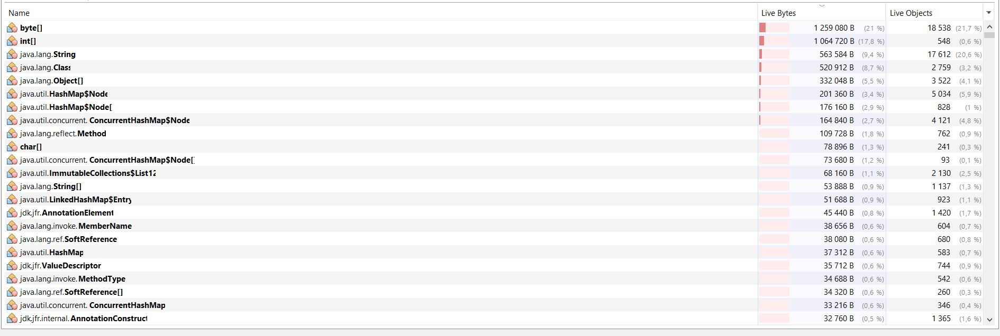 Name Live Bytes Live Objects
byte[] 1 259 080 B (21 %) 18 538 (21,7 %)
int[] 1 064 720 B (17,8 %) 548 (0,6 %)
java.lang.String 563 584 B (9,4 %) 17 612 (20,6 %)
java.lang.Class 520 912 B (8,7 %) 2 759 (3,2 %)
java.lang.Object[] 332 048 B (5,5 %) 3 522 (4,1 %)
java.util.HashMap$Node 201 360 B (3,4 %) 5 034 (5,9 %)
java.util.HashMap$Node[ 176 160 B (2,9 %) 828 (1 %)
java.util.concurrent. ConcurrentHashMap$Node 164 840 B (2,7 %) 4 121 (4,8 %)
java.lang.reflect.Method 109 728 B (1,8 %) 762 (0,9 %)
char[] 78 896 B (1,3 %) 241 (0,3 %)
java.util.concurrent. ConcurrentHashMap$Node[] 73 680 B (1,2 %) 93 (0,1 %)
java.util.ImmutableCollections$List12 68 160 B (1,1 %) 2 130 (2,5 %)
java.lang.String[] 53 888 B (0,9 %) 1 137 (1,3 %)
java.util.LinkedHashMap$Entry 51 688 B (0,9 %) 923 (1,1 %)
jdk.jfr.AnnotationElement 45 440 B (0,8 %) 1 420 (1,7 %)
java.lang.invoke.MemberName 38 656 B (0,6 %) 604 (0,7 %)
java.lang.ref.SoftReference 38 080 B (0,6 %) 680 (0,8 %)
java.util.HashMap 37 312 B (0,6 %) 583 (0,7 %)
jdk.jfr.ValueDescriptor 35 712 B (0,6 %) 744 (0,9 %)
java.lang.invoke.MethodType 34 688 B (0,6 %) 542 (0,6 %)
java.lang.ref.SoftReference[] 34 320 B (0,6 %) 260 (0,3 %)
java.util.concurrent. ConcurrentHashMap 33 216 B (0,6 %) 346 (0,4 %)
jdk.jfr.internal.AnnotationConstruct 32 760 B (0,5 %) 1 365 (1,6 %)